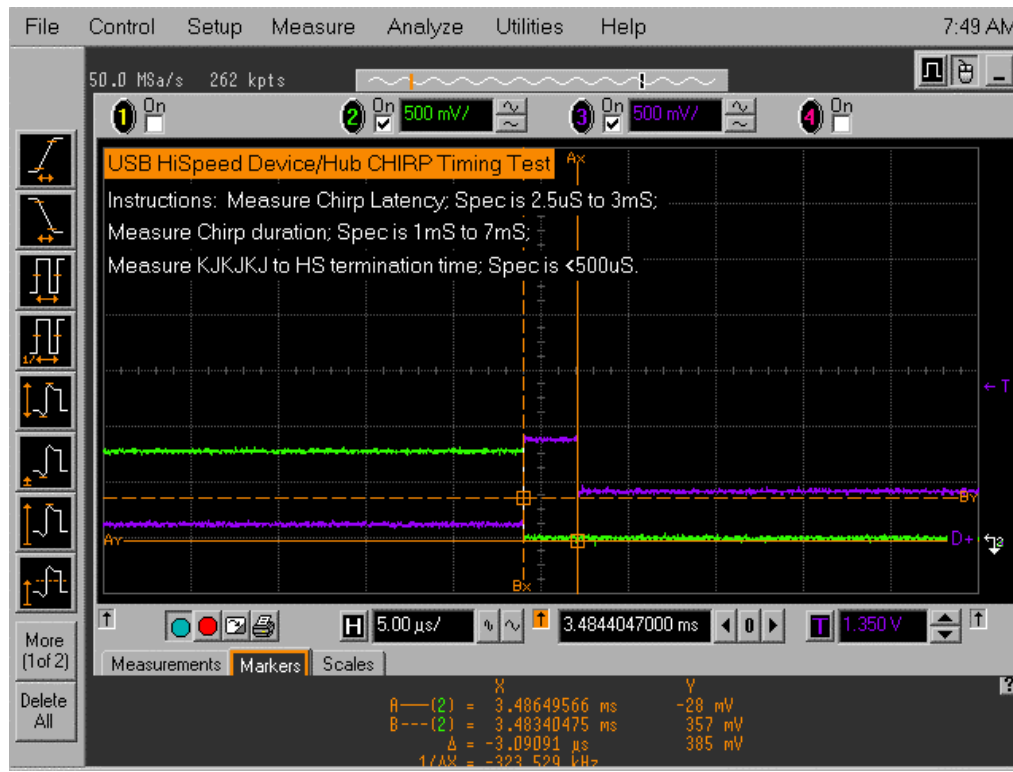 File Control Setup Measure Analyze Utilities Help 7:49 AM
50.0 MSa/s 262 kpts
1 On 2 On 500 mV/ 3 On 500 mV/ 4 On
USB HiSpeed Device/Hub CHIRP Timing Test Ax
Instructions: Measure Chirp Latency; Spec is 2.5uS to 3mS;
Measure Chirp duration; Spec is 1mS to 7mS;
Measure KJKJKJ to HS termination time; Spec is <500uS.
T
By
Ay D+ 2
Bx
H 5.00 µs/ 3.4844047000 ms 0 T 1.350 V
More
(1of 2)
Measurements Markers Scales
Delete
All
X Y
A——(2) = 3.48649566 ms -28 mV
B---(2) = 3.48340475 ms 357 mV
Δ = -3.09091 µs 385 mV
1/ΔX = -323.529 kHz